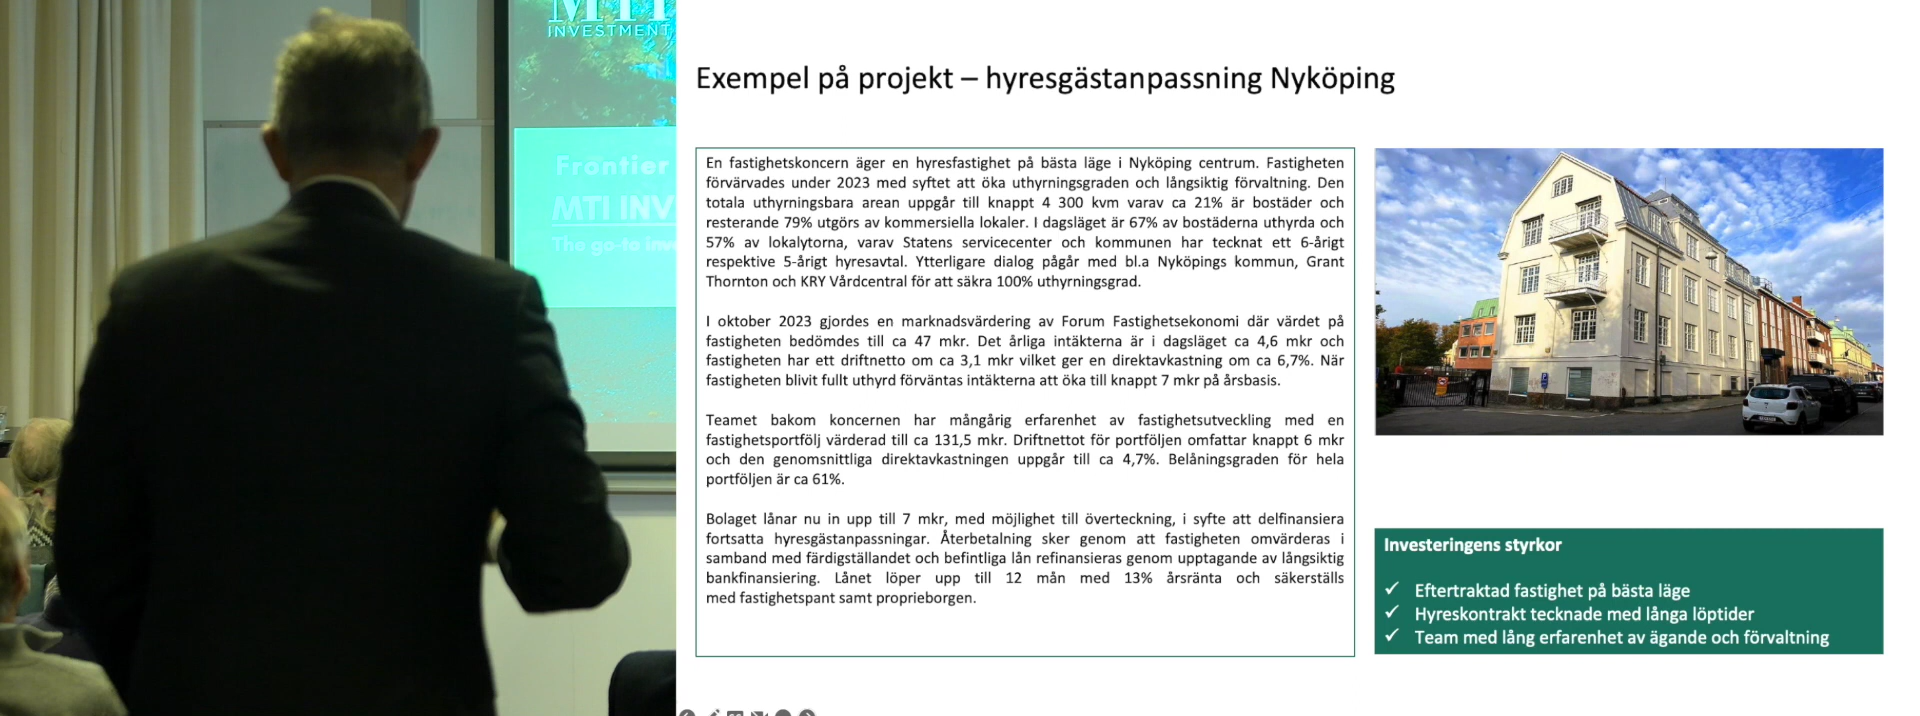 MTI
INVESTMENT
Frontier
MTI INV
The go-to inve
Exempel på projekt – hyresgästanpassning Nyköping
En fastighetskoncern äger en hyresfastighet på bästa läge i Nyköping centrum. Fastigheten
förvärvades under 2023 med syftet att öka uthyrningsgraden och långsiktig förvaltning. Den
totala uthyrningsbara arean uppgår till knappt 4 300 kvm varav ca 21% är bostäder och
resterande 79% utgörs av kommersiella lokaler. I dagsläget är 67% av bostäderna uthyrda och
57% av lokalytorna, varav Statens servicecenter och kommunen har tecknat ett 6-årigt
respektive 5-årigt hyresavtal. Ytterligare dialog pågår med bl.a Nyköpings kommun, Grant
Thornton och KRY Vårdcentral för att säkra 100% uthyrningsgrad.
I oktober 2023 gjordes en marknadsvärdering av Forum Fastighetsekonomi där värdet på
fastigheten bedömdes till ca 47 mkr. Det årliga intäkterna är i dagsläget ca 4,6 mkr och
fastigheten har ett driftnetto om ca 3,1 mkr vilket ger en direktavkastning om ca 6,7%. När
fastigheten blivit fullt uthyrd förväntas intäkterna att öka till knappt 7 mkr på årsbasis.
Teamet bakom koncernen har mångårig erfarenhet av fastighetsutveckling med en
fastighetsportfölj värderad till ca 131,5 mkr. Driftnettot för portföljen omfattar knappt 6 mkr
och den genomsnittliga direktavkastningen uppgår till ca 4,7%. Belåningsgraden för hela
portföljen är ca 61%.
Bolaget lånar nu in upp till 7 mkr, med möjlighet till överteckning, i syfte att delfinansiera
fortsatta hyresgästanpassningar. Återbetalning sker genom att fastigheten omvärderas i
samband med färdigställandet och befintliga lån refinansieras genom upptagande av långsiktig
bankfinansiering. Lånet löper upp till 12 mån med 13% årsränta och säkerställs
med fastighetspant samt proprieborgen.
Investeringens styrkor
✓ Eftertraktad fastighet på bästa läge
✓ Hyreskontrakt tecknade med långa löptider
✓ Team med lång erfarenhet av ägande och förvaltning